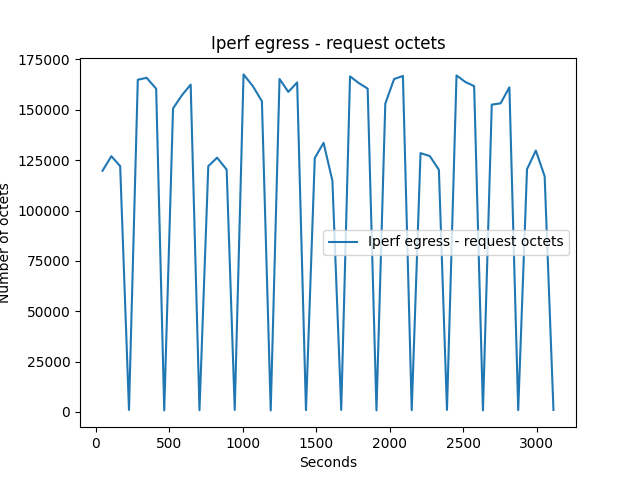 Iperf egress - request octets
175000
150000
125000
100000
75000
50000
25000
0
Number of octets
Iperf egress - request octets
0 500 1000 1500 2000 2500 3000
Seconds